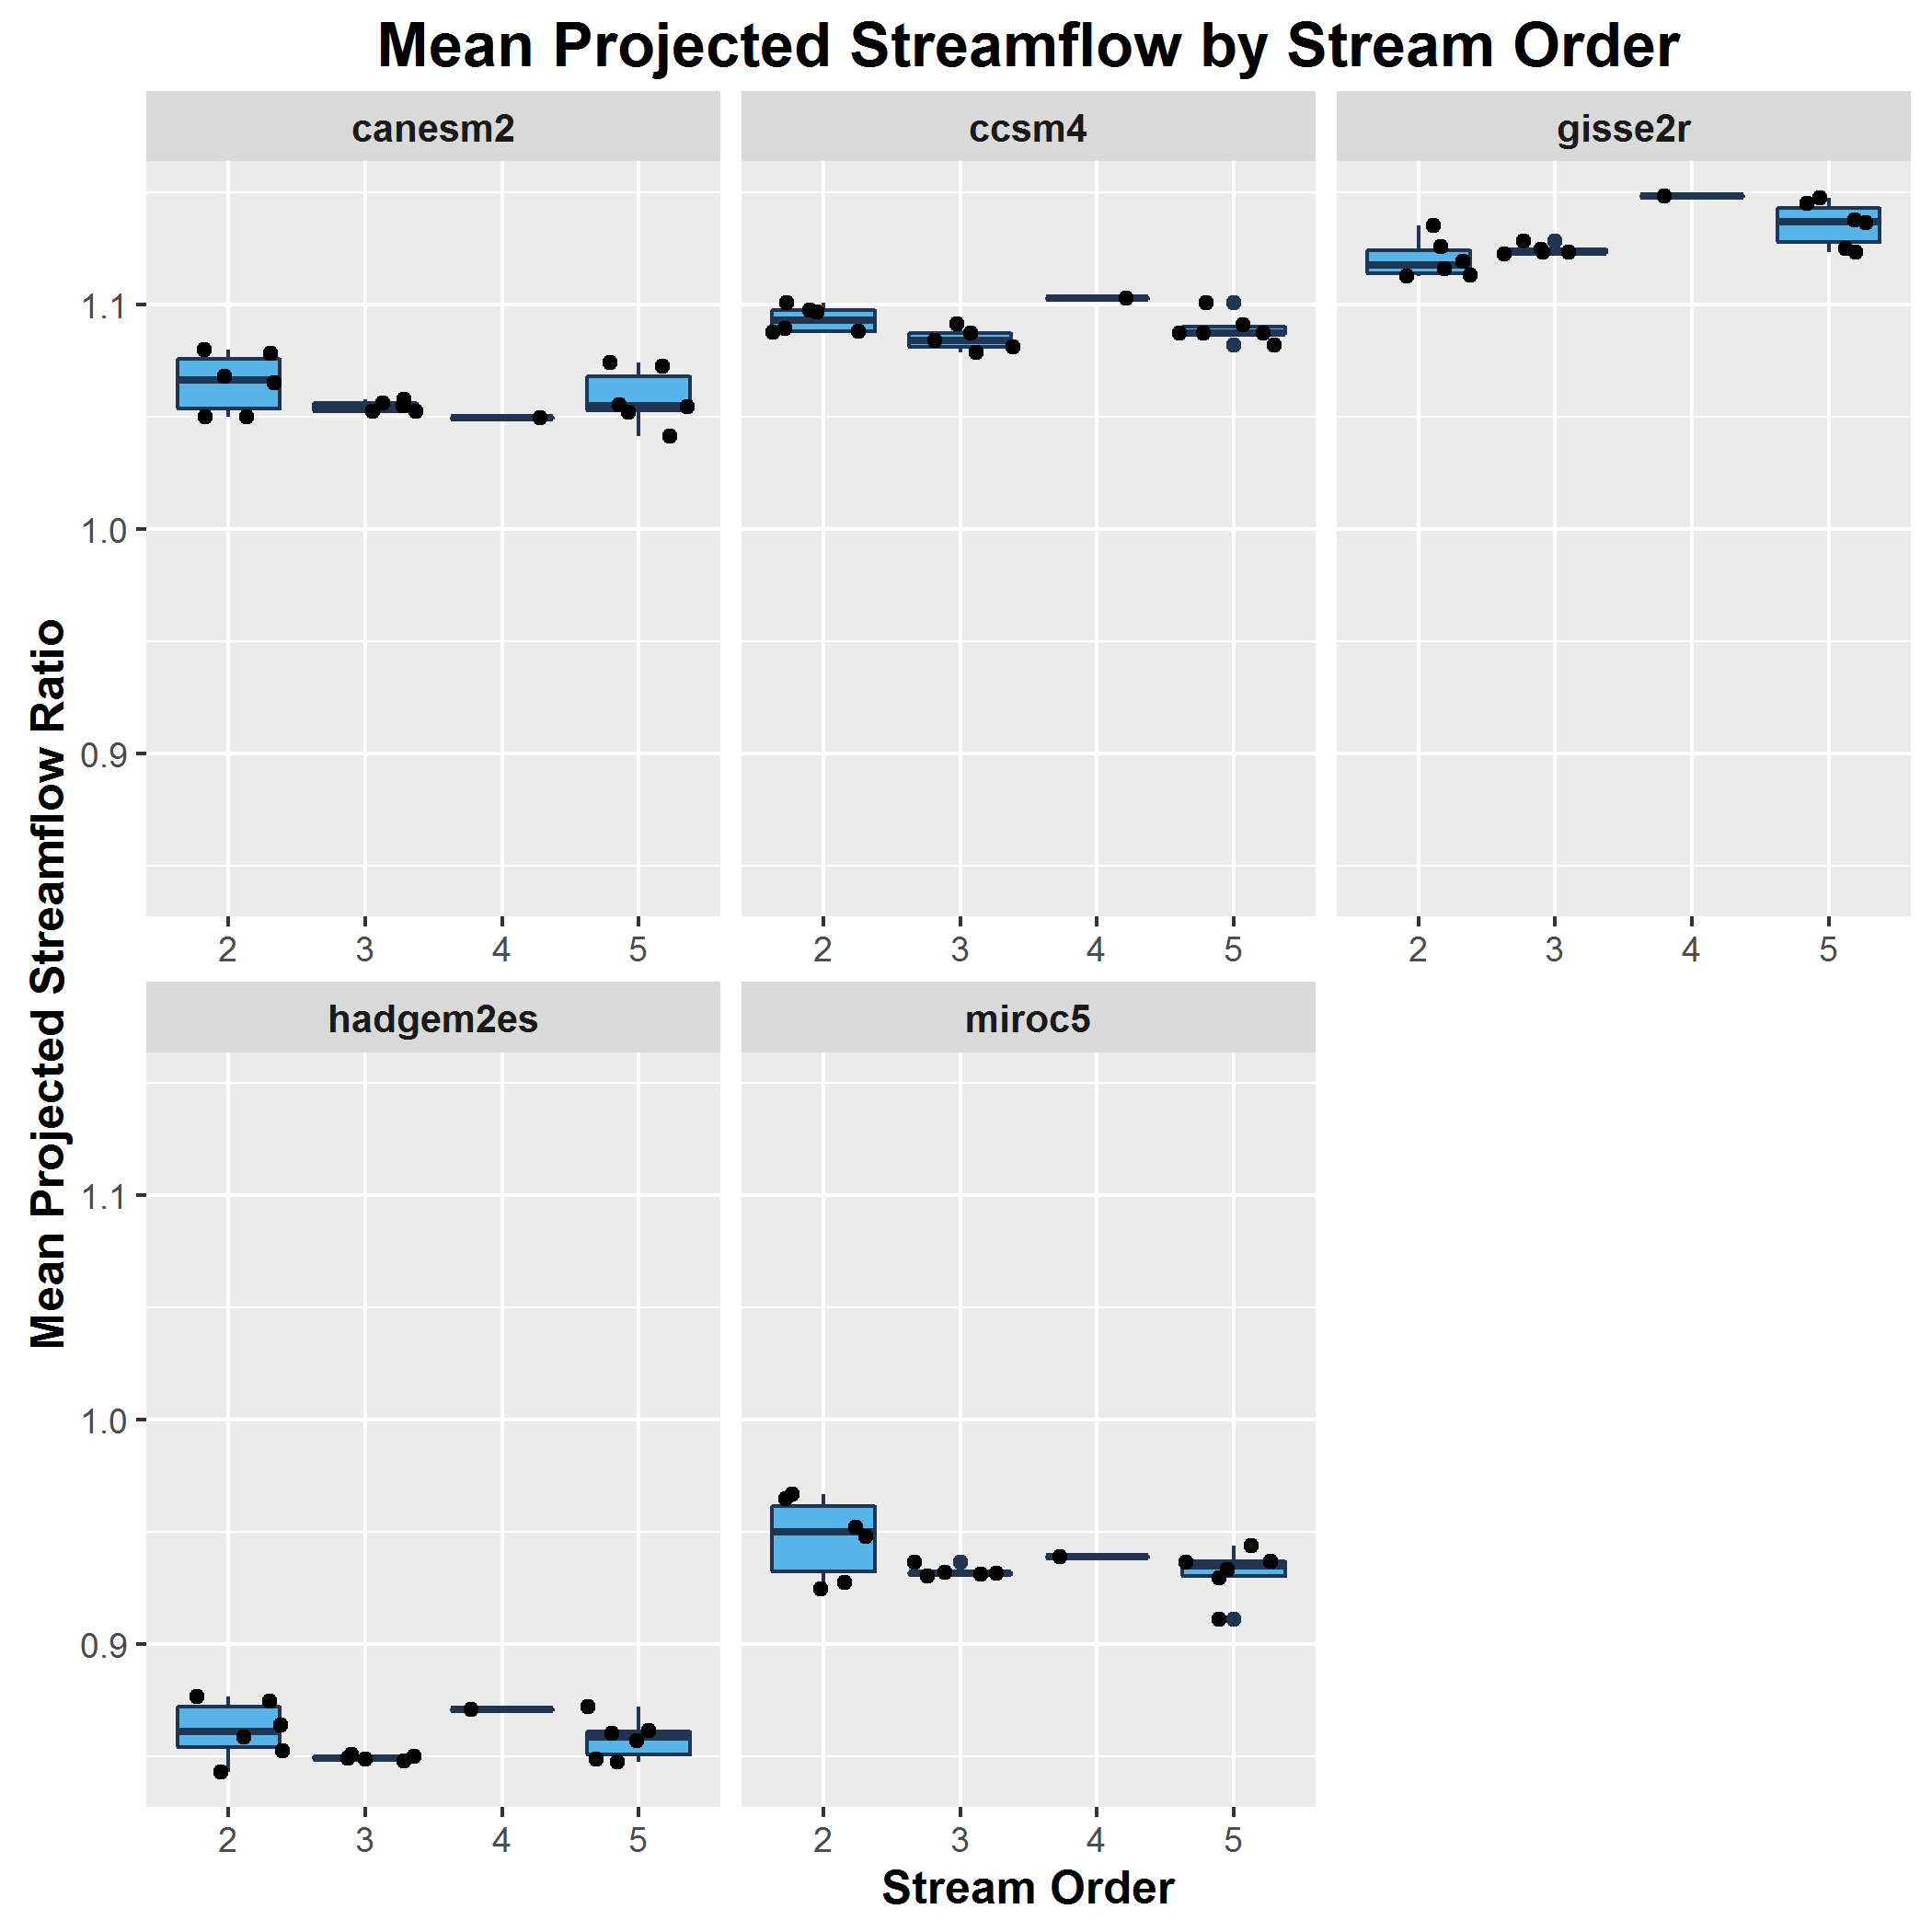 Mean Projected Streamflow by Stream Order
canesm2 ccsm4 gisse2r
Mean Projected Streamflow Ratio
1.1
1.0
0.9
2 3 4 5 2 3 4 5 2 3 4 5
hadgem2es miroc5
1.1
1.0
0.9
2 3 4 5 2 3 4 5
Stream Order